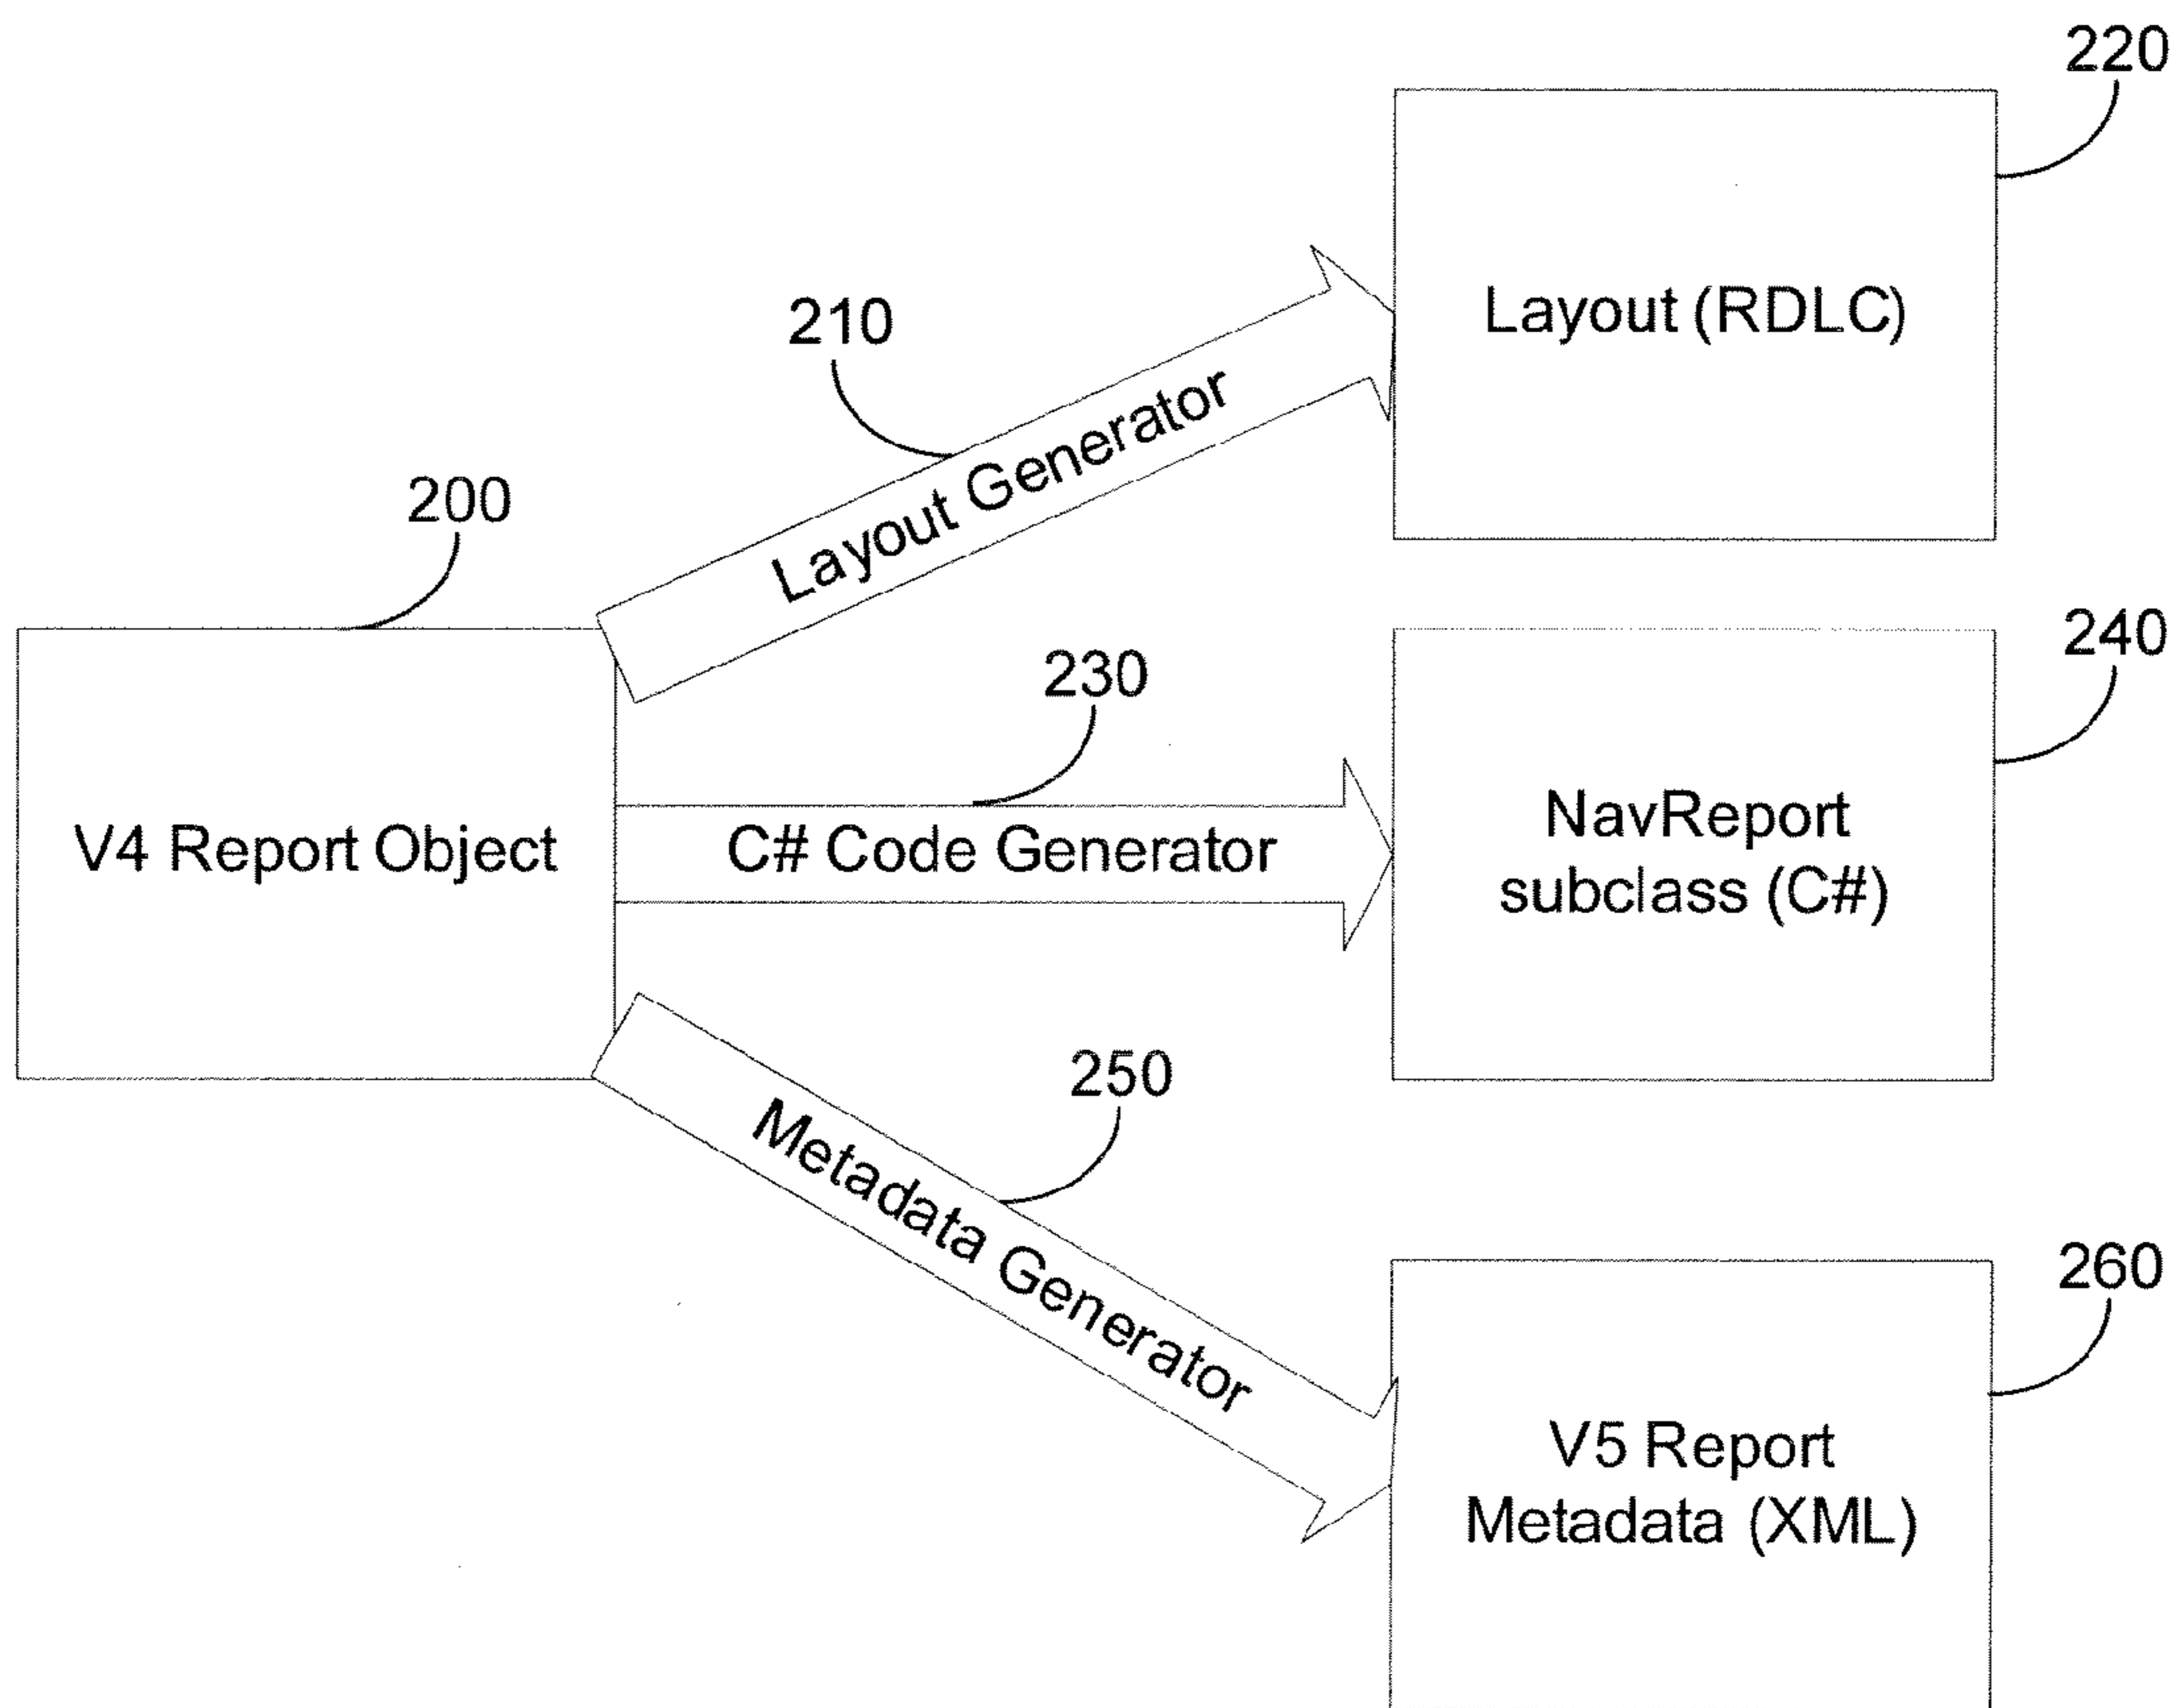 220
Layout (RDLC)
210
Layout Generator
200
V4 Report Object
230
C# Code Generator
240
NavReport
subclass (C#)
250
Metadata Generator
260
V5 Report
Metadata (XML)